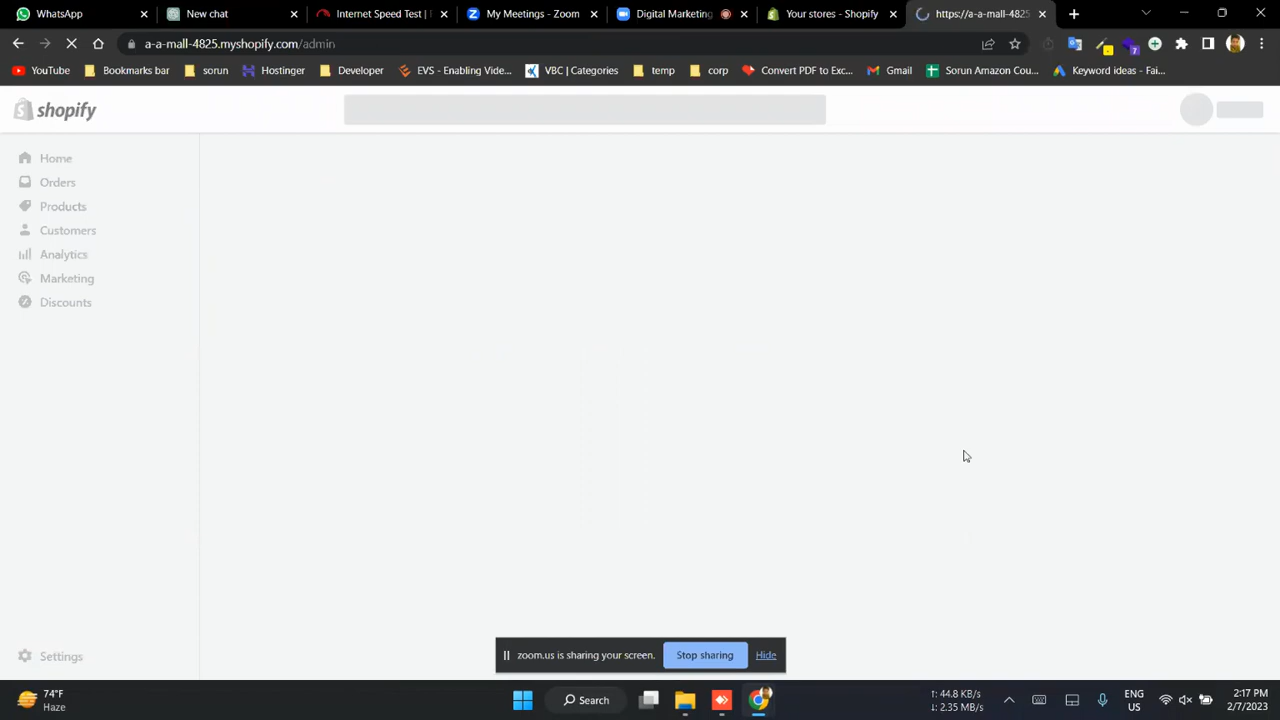 WhatsApp
New chat
Internet Speed Test |
My Meetings - Zoom
Digital Marketing
Your stores · Shopify
https://a-a-mall-4825
a-a-mall-4825.myshopify.com/admin
YouTube
Bookmarks bar
sorun
Hostinger
Developer
EVS - Enabling Vide...
VBC | Categories
temp
corp
Convert PDF to Exc...
Gmail
Sorun Amazon Cou...
Keyword ideas - Fai...
7
shopify
Home
Orders
Products
Customers
Analytics
Marketing
Discounts
Settings
zoom.us is sharing your screen.
Stop sharing
Hide
74°F
Haze
Search
↑: 44.8 KB/s
↓: 2.35 MB/s
ENG
US
2:17 PM
2/7/2023